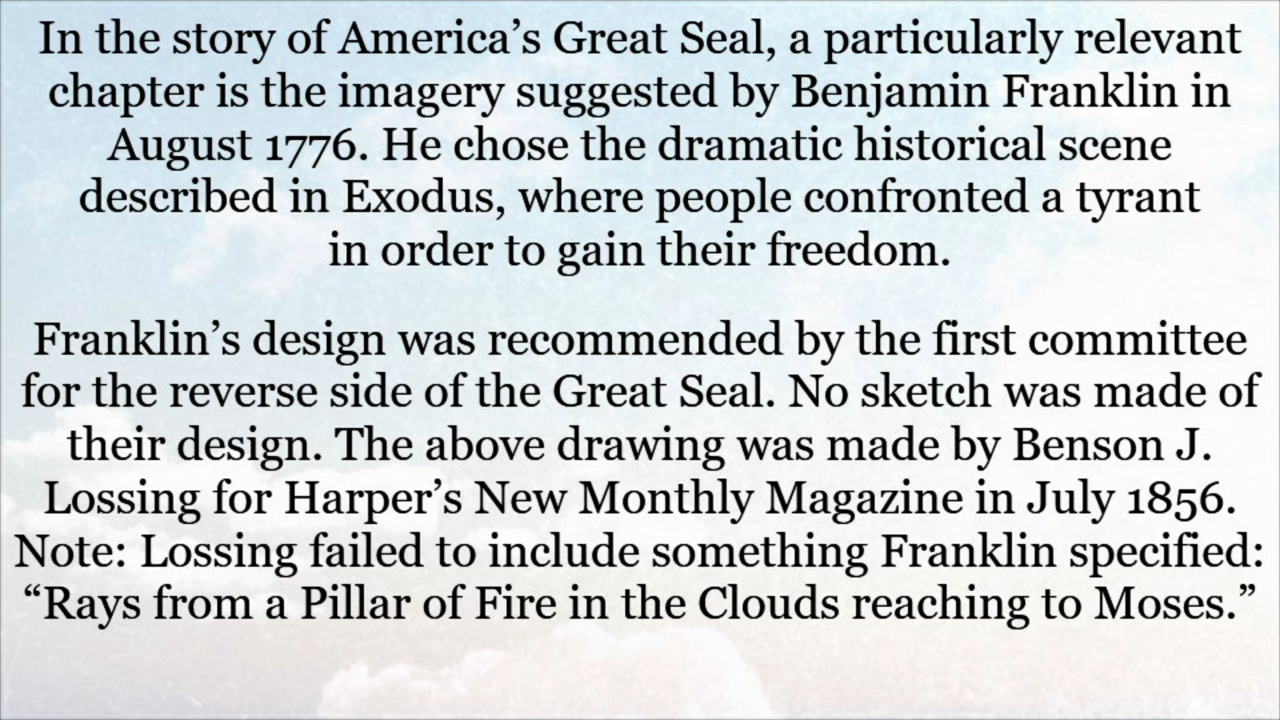 In the story of America’s Great Seal, a particularly relevant
chapter is the imagery suggested by Benjamin Franklin in
August 1776. He chose the dramatic historical scene
described in Exodus, where people confronted a tyrant
in order to gain their freedom.
Franklin’s design was recommended by the first committee
for the reverse side of the Great Seal. No sketch was made of
their design. The above drawing was made by Benson J.
Lossing for Harper’s New Monthly Magazine in July 1856.
Note: Lossing failed to include something Franklin specified:
“Rays from a Pillar of Fire in the Clouds reaching to Moses.”